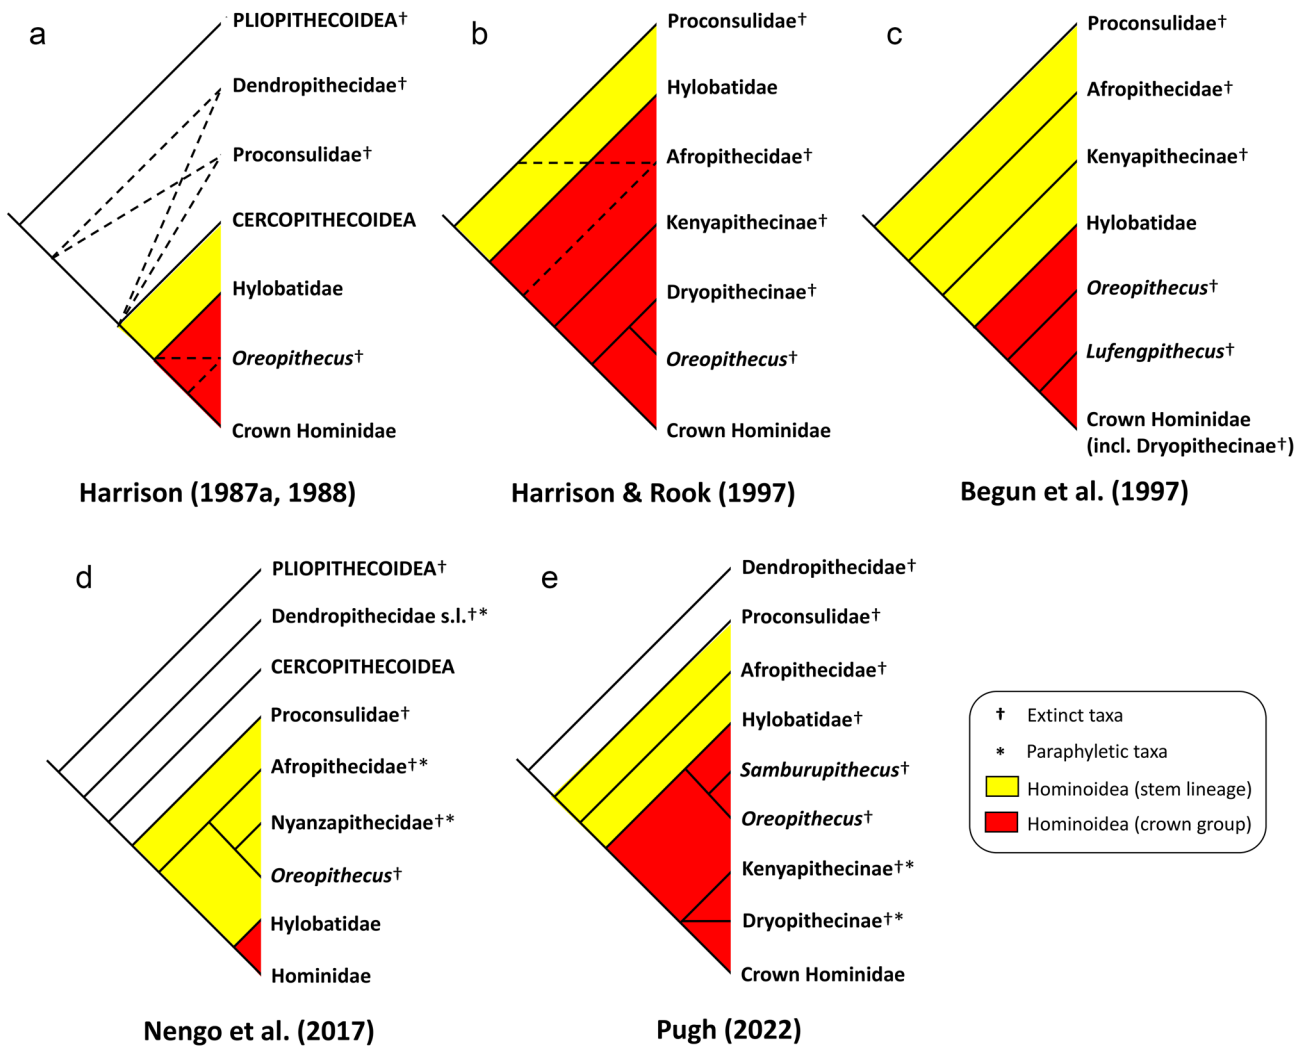 a
PLIOPITHECOIDEA†
Dendropithecidae†
Proconsulidae†
CERCOPITHECOIDEA
Hylobatidae
Oreopithecus†
Crown Hominidae
Harrison (1987a, 1988)
b
Proconsulidae†
Hylobatidae
Afropithecidae†
Kenyapithecinae†
Dryopithecinae†
Oreopithecus†
Crown Hominidae
Harrison & Rook (1997)
c
Proconsulidae†
Afropithecidae†
Kenyapithecinae†
Hylobatidae
Oreopithecus†
Lufengpithecus†
Crown Hominidae
(incl. Dryopithecinae†)
Begun et al. (1997)
d
PLIOPITHECOIDEA†
Dendropithecidae s.l.†*
CERCOPITHECOIDEA
Proconsulidae†
Afropithecidae†*
Nyanzapithecidae†*
Oreopithecus†
Hylobatidae
Hominidae
Nengo et al. (2017)
e
Dendropithecidae†
Proconsulidae†
Afropithecidae†
Hylobatidae†
Samburupithecus†
Oreopithecus†
Kenyapithecinae†*
Dryopithecinae†*
Crown Hominidae
Pugh (2022)
† Extinct taxa
* Paraphyletic taxa
Hominoidea (stem lineage)
Hominoidea (crown group)